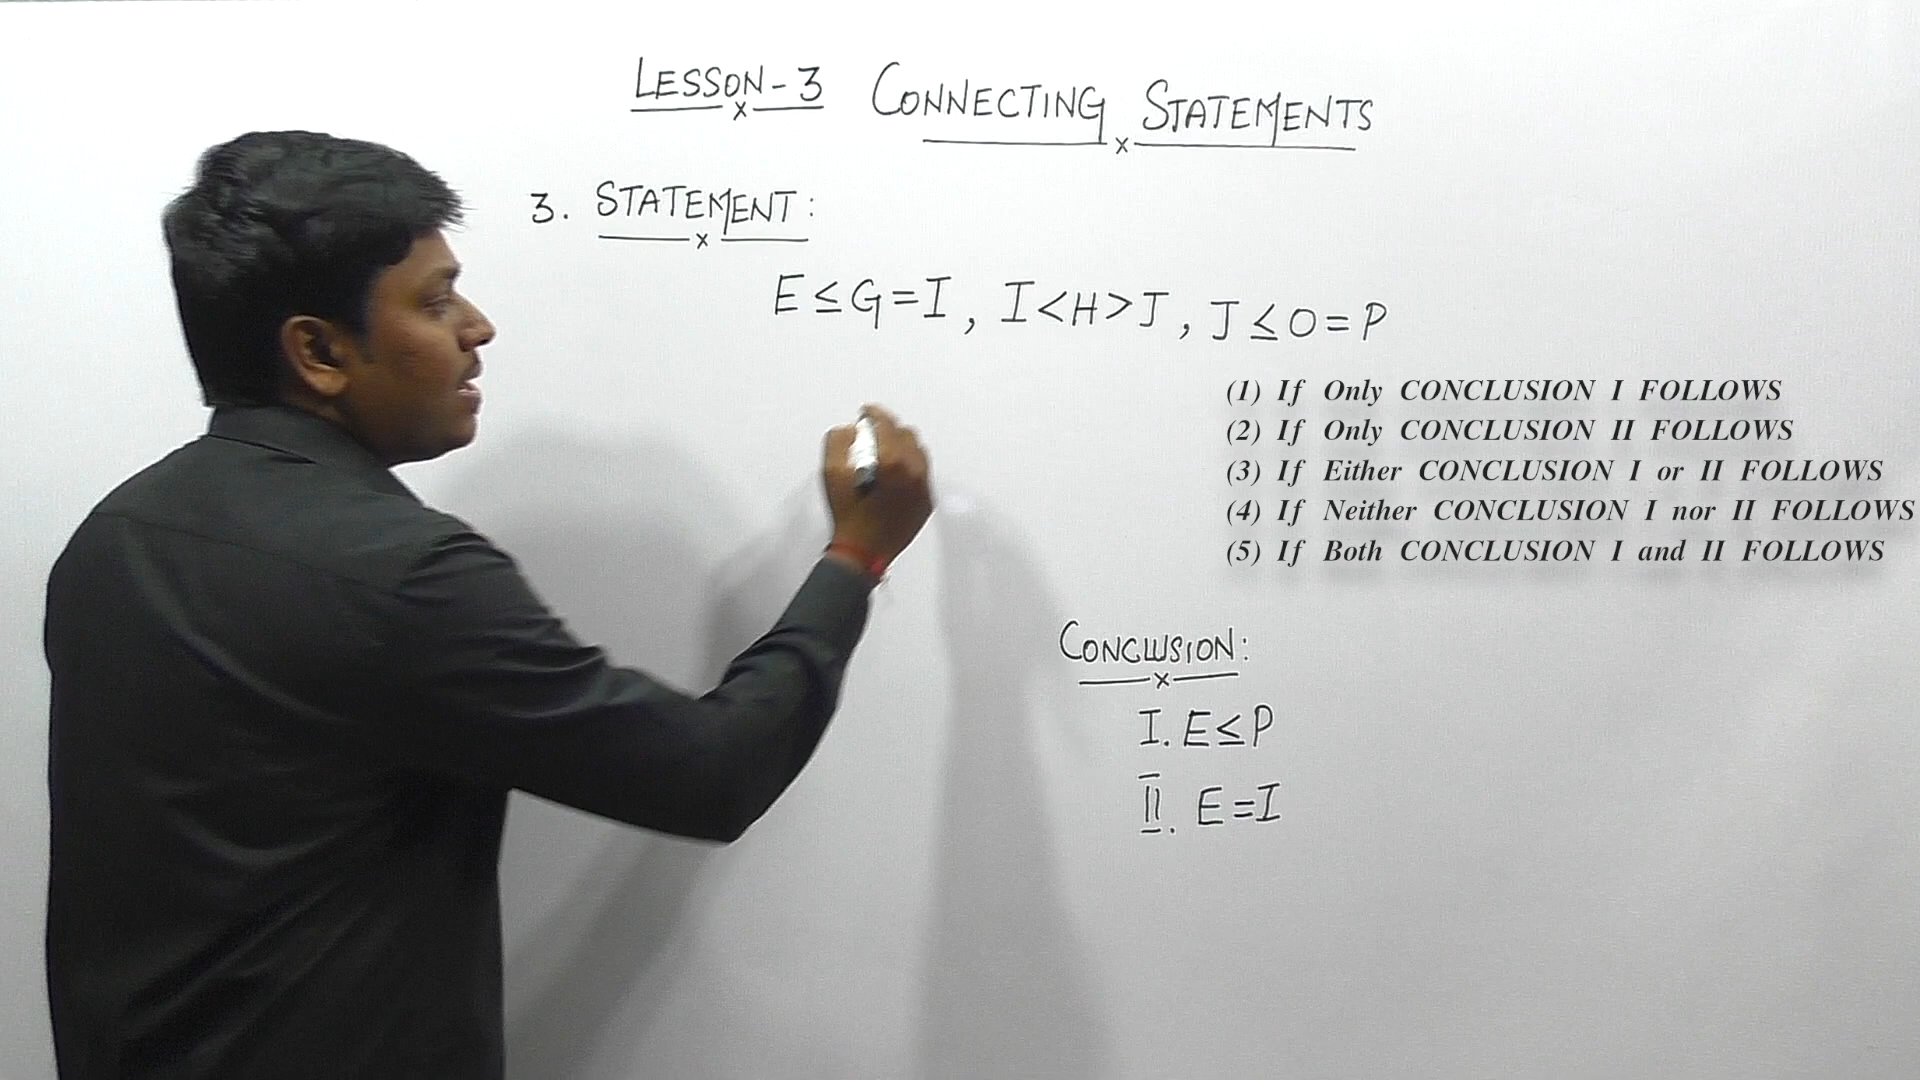 LESSON-3 CONNECTING STATEMENTS
3. STATEMENT:
E≤G=I, I<H>J, J≤O=P
(1) If Only CONCLUSION I FOLLOWS
(2) If Only CONCLUSION II FOLLOWS
(3) If Either CONCLUSION I or II FOLLOWS
(4) If Neither CONCLUSION I nor II FOLLOWS
(5) If Both CONCLUSION I and II FOLLOWS
CONCLUSION:
I. E≤P
II. E=I